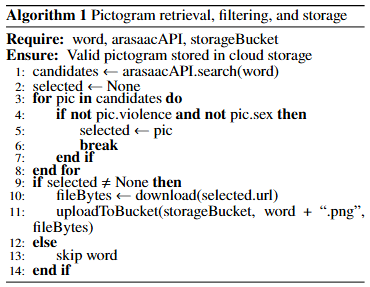 Algorithm 1 Pictogram retrieval, filtering, and storage
Require: word, arasaacAPI, storageBucket
Ensure: Valid pictogram stored in cloud storage
1: candidates ← arasaacAPI.search(word)
2: selected ← None
3: for pic in candidates do
4: if not pic.violence and not pic.sex then
5: selected ← pic
6: break
7: end if
8: end for
9: if selected ≠ None then
10: fileBytes ← download(selected.url)
11: uploadToBucket(storageBucket, word + “.png”,
fileBytes)
12: else
13: skip word
14: end if